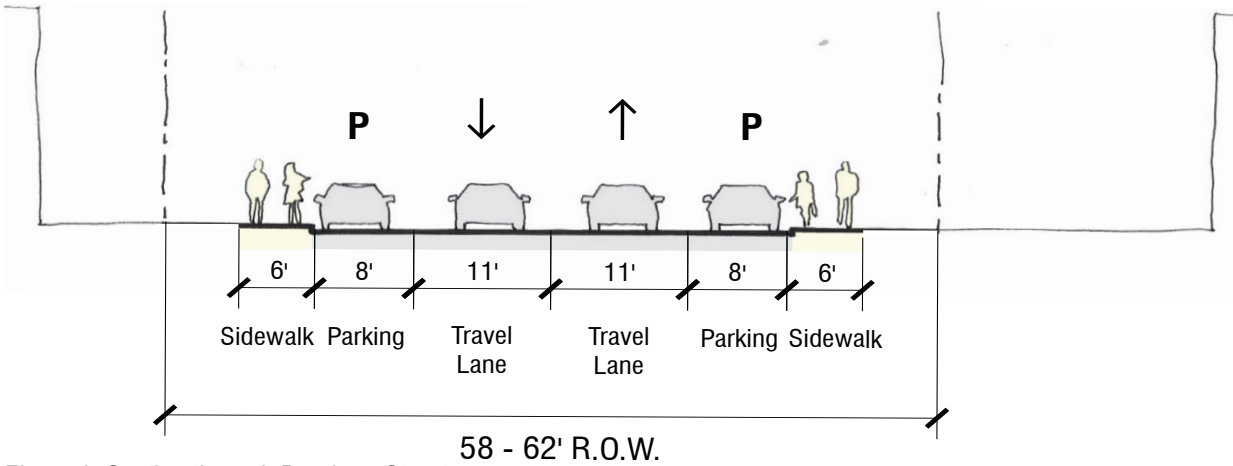 P ↓ ↑ P
6' 8' 11' 11' 8' 6'
Sidewalk Parking Travel Lane Travel Lane Parking Sidewalk
58 - 62' R.O.W.